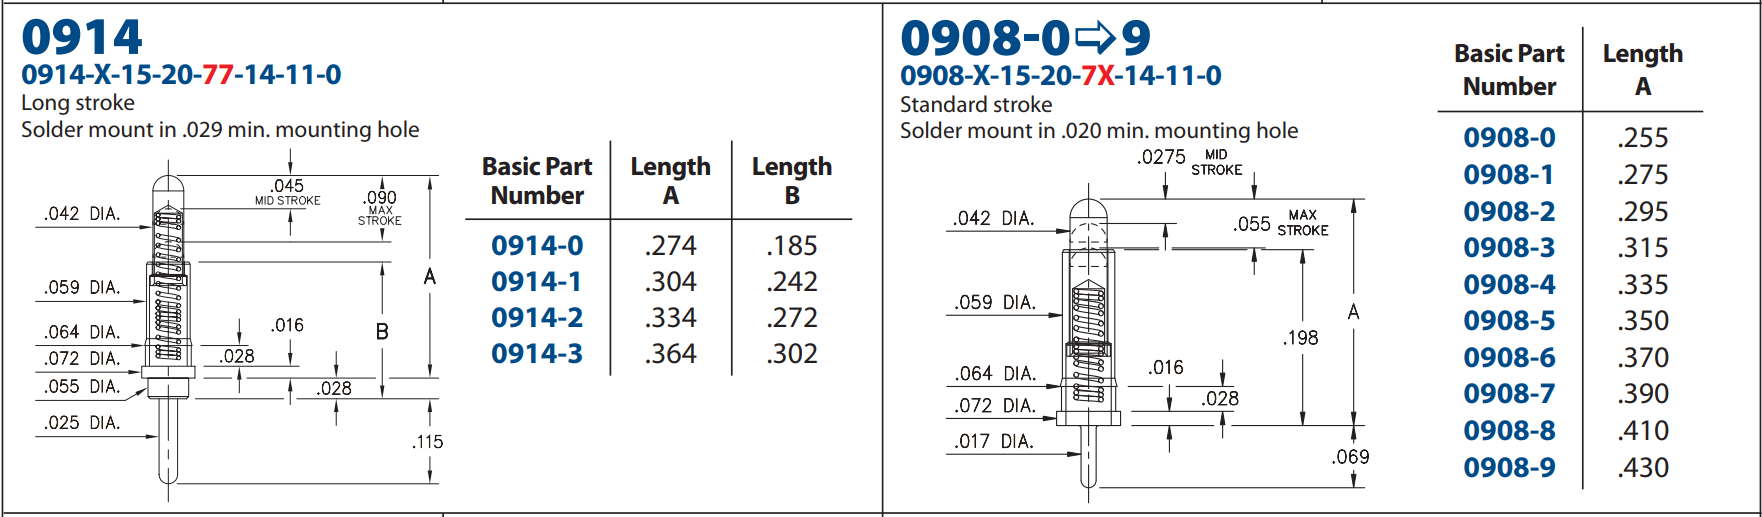 0914
0914-X-15-20-77-14-11-0
Long stroke
Solder mount in .029 min. mounting hole
.045
MID STROKE
.090
MAX
STROKE
.042 DIA.
.059 DIA.
.064 DIA.
.072 DIA.
.055 DIA.
.025 DIA.
.016
.028
.028
A
B
.115
Basic Part Number Length A Length B
0914-0 .274 .185
0914-1 .304 .242
0914-2 .334 .272
0914-3 .364 .302
0908-0⇨9
0908-X-15-20-7X-14-11-0
Standard stroke
Solder mount in .020 min. mounting hole
.0275 MID STROKE
.042 DIA.
.055 MAX STROKE
.059 DIA.
.064 DIA.
.072 DIA.
.017 DIA.
.016
.028
.198
A
.069
Basic Part Number Length A
0908-0 .255
0908-1 .275
0908-2 .295
0908-3 .315
0908-4 .335
0908-5 .350
0908-6 .370
0908-7 .390
0908-8 .410
0908-9 .430